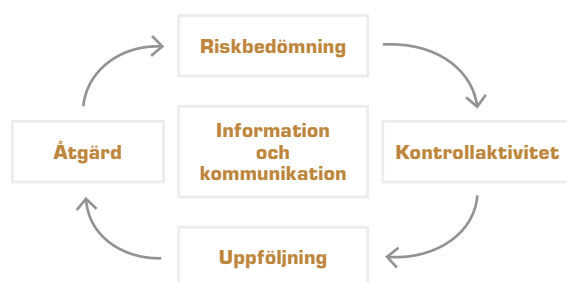 Riskbedömning
Åtgärd
Information
och
kommunikation
Kontrollaktivitet
Uppföljning